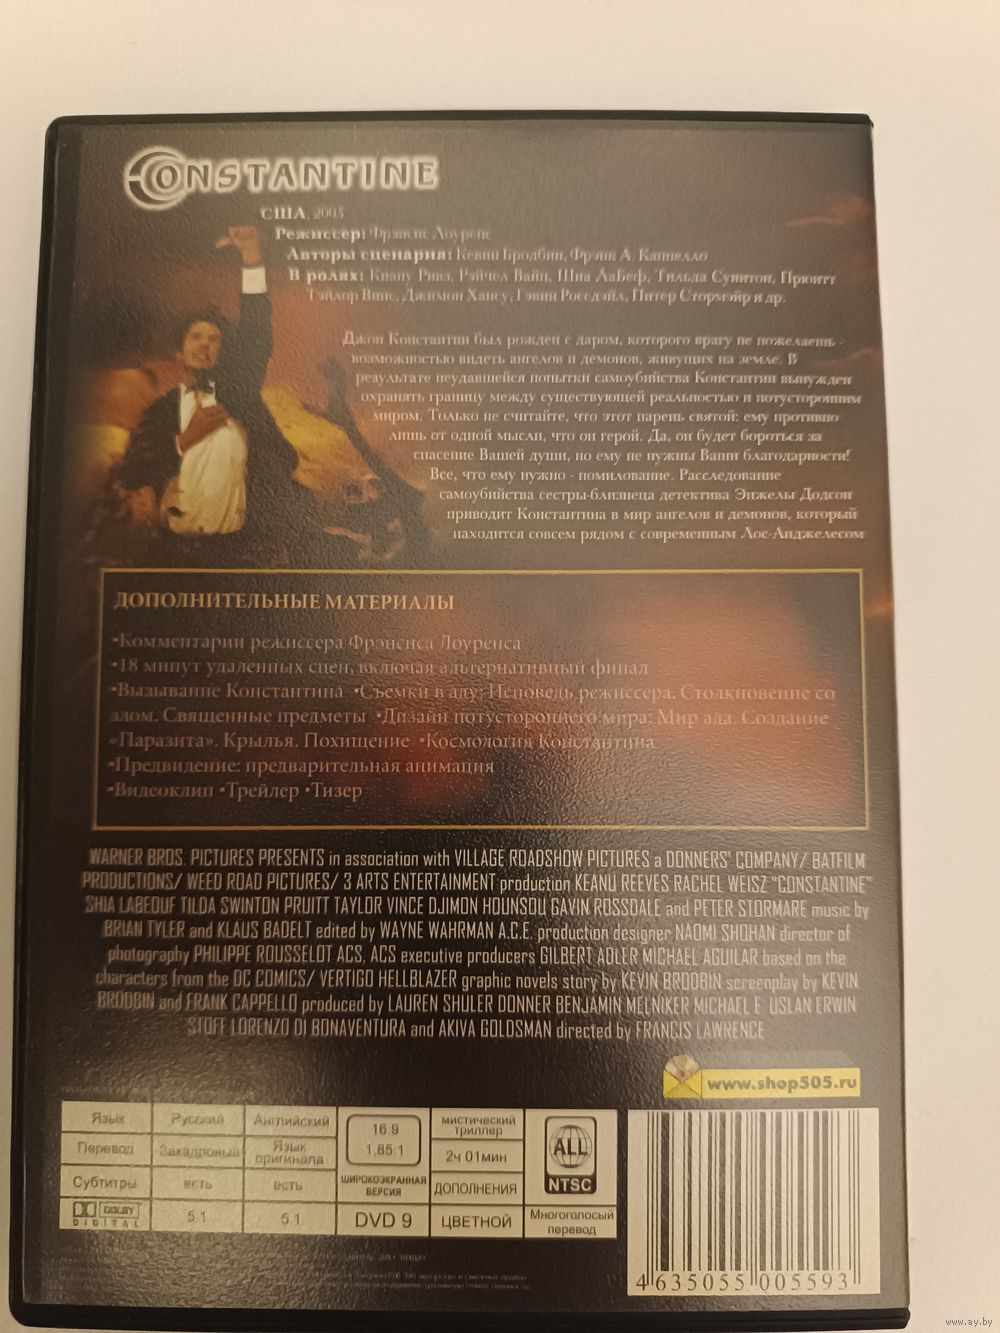 CONSTANTINE
США, 2005
Режиссер: Фрэнсис Лоуренс
Авторы сценария: Кевин Бродбин, Фрэнк А. Каппелло
В ролях: Киану Ривз, Рэйчел Вайц, Шиа ЛаБеф, Тильда Суинтон, Прюитт
Тэйлор Винс, Джимон Хансу, Гэвин Россдэйл, Питер Стормэйр и др.
Джон Константин был рожден с даром, которого врагу не пожелаешь -
возможностью видеть ангелов и демонов, живущих на земле. В
результате неудавшейся попытки самоубийства Константин вынужден
охранять границу между существующей реальностью и потусторонним
миром. Только не считайте, что этот парень святой: ему противно
лишь от одной мысли, что он герой. Да, он будет бороться за
спасение Вашей души, но ему не нужны Ваши благодарности!
Все, что ему нужно - помилование. Расследование
самоубийства сестры-близнеца детектива Энжелы Додсон
приводит Константина в мир ангелов и демонов, который
находится совсем рядом с современным Лос-Анджелесом
ДОПОЛНИТЕЛЬНЫЕ МАТЕРИАЛЫ
•Комментарии режиссера Фрэнсиса Лоуренса
•18 минут удаленных сцен, включая альтернативный финал
•Вызывание Константина •Съемки в аду: Исповедь режиссера. Столкновение со
злом. Священные предметы •Дизайн потустороннего мира: Мир ада. Создание
«Паразита». Крылья. Похищение •Космология Константина
•Предвидение: предварительная анимация
•Видеоклип •Трейлер •Тизер
WARNER BROS. PICTURES PRESENTS in association with VILLAGE ROADSHOW PICTURES a DONNERS' COMPANY/ BATFILM
PRODUCTIONS/ WEED ROAD PICTURES/ 3 ARTS ENTERTAINMENT production KEANU REEVES RACHEL WEISZ "CONSTANTINE"
SHIA LABEOUF TILDA SWINTON PRUITT TAYLOR VINCE DJIMON HOUNSOU GAVIN ROSSDALE and PETER STORMARE music by
BRIAN TYLER and KLAUS BADELT edited by WAYNE WAHRMAN A.C.E. production designer NAOMI SHOHAN director of
photography PHILIPPE ROUSSELOT ACS, ACS executive producers GILBERT ADLER MICHAEL AGUILAR based on the
characters from the DC COMICS/ VERTIGO HELLBLAZER graphic novels story by KEVIN BRODBIN screenplay by KEVIN
BRODBIN and FRANK CAPPELLO produced by LAUREN SHULER DONNER BENJAMIN MELNIKER MICHAEL E. USLAN ERWIN
STOFF LORENZO DI BONAVENTURA and AKIVA GOLDSMAN directed by FRANCIS LAWRENCE
www.shop505.ru
Язык Русский Английский
Перевод Закадровый Язык оригинала
Субтитры есть есть
DOLBY DIGITAL 5.1 5.1
16:9
1.85:1
ШИРОКОЭКРАННАЯ
ВЕРСИЯ
DVD 9
мистический
триллер
2ч 01мин
ДОПОЛНЕНИЯ
ЦВЕТНОЙ
ALL
NTSC
Многоголосый
перевод
4 635055 005593
www.ay.by